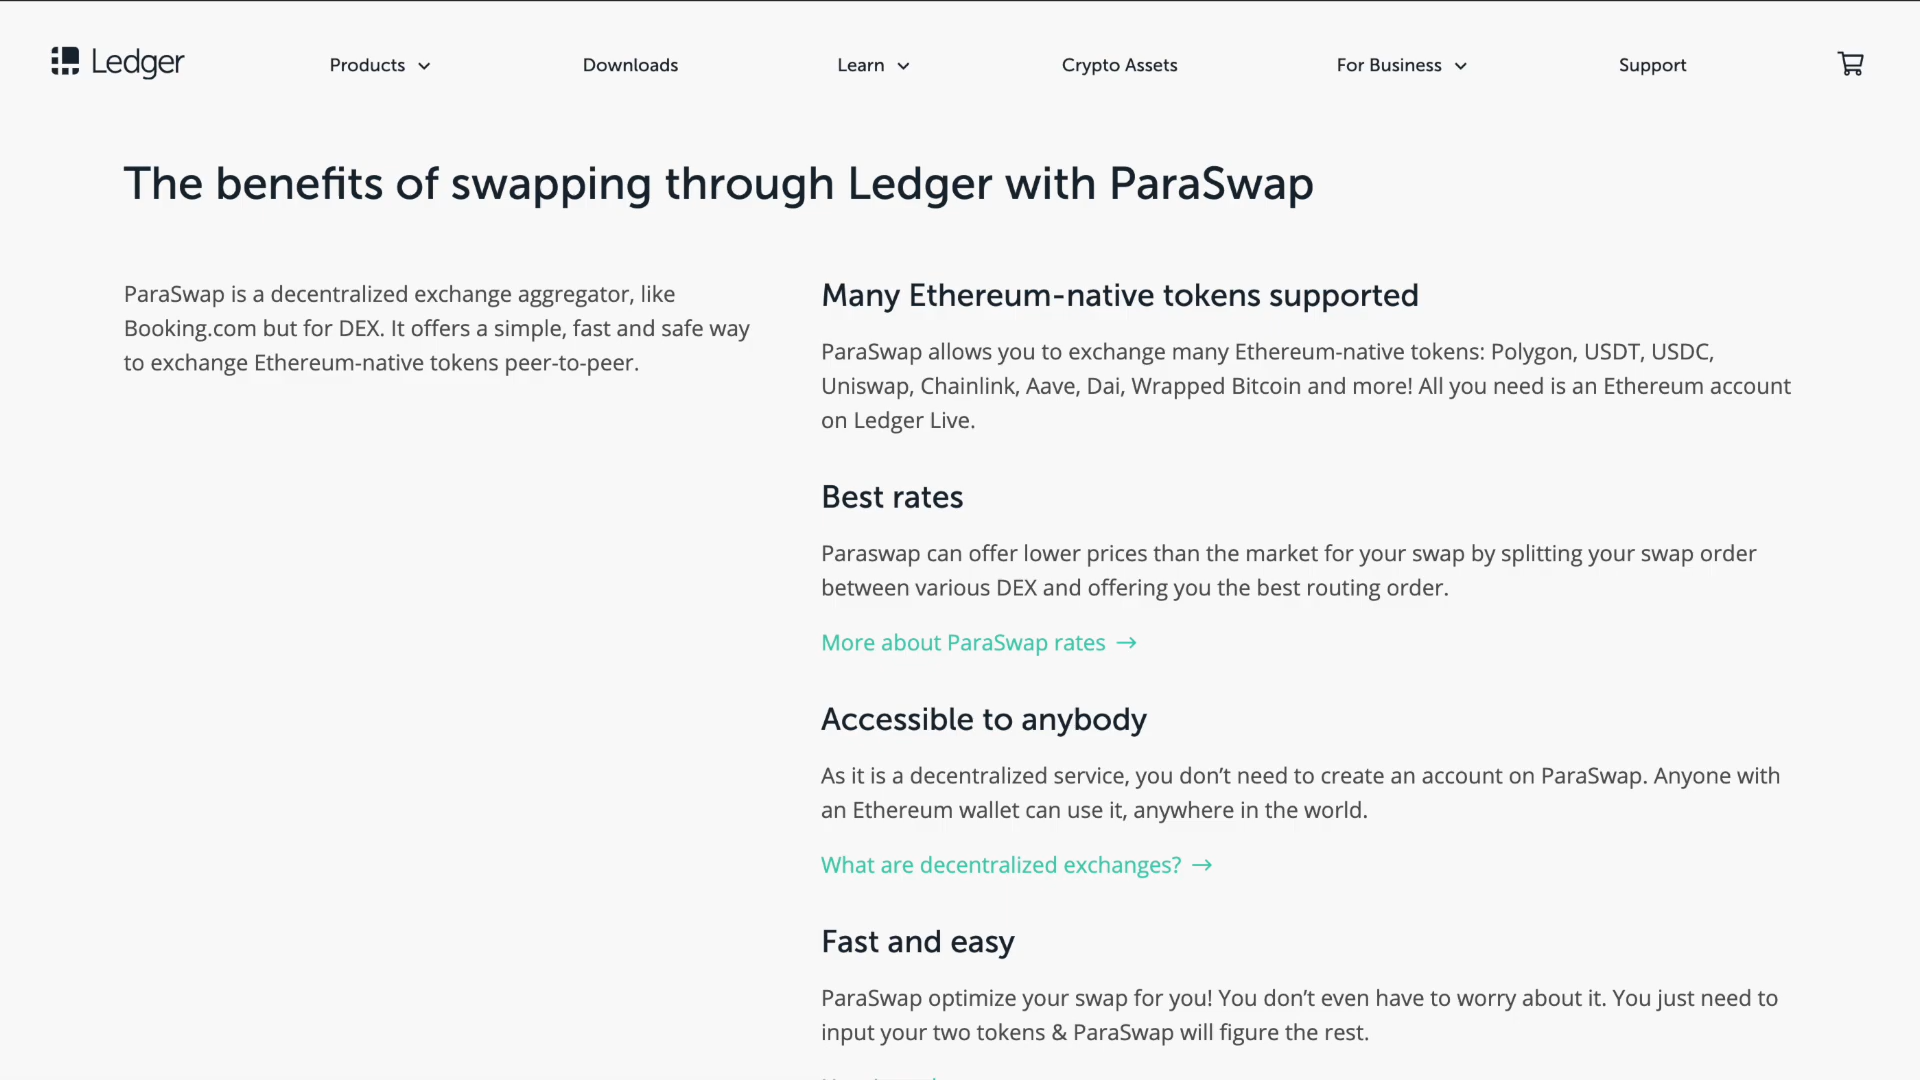 Ledger
Products
Downloads
Learn
Crypto Assets
For Business
Support
The benefits of swapping through Ledger with ParaSwap
ParaSwap is a decentralized exchange aggregator, like
Booking.com but for DEX. It offers a simple, fast and safe way
to exchange Ethereum-native tokens peer-to-peer.
Many Ethereum-native tokens supported
ParaSwap allows you to exchange many Ethereum-native tokens: Polygon, USDT, USDC,
Uniswap, Chainlink, Aave, Dai, Wrapped Bitcoin and more! All you need is an Ethereum account
on Ledger Live.
Best rates
Paraswap can offer lower prices than the market for your swap by splitting your swap order
between various DEX and offering you the best routing order.
More about ParaSwap rates →
Accessible to anybody
As it is a decentralized service, you don’t need to create an account on ParaSwap. Anyone with
an Ethereum wallet can use it, anywhere in the world.
What are decentralized exchanges? →
Fast and easy
ParaSwap optimize your swap for you! You don’t even have to worry about it. You just need to
input your two tokens & ParaSwap will figure the rest.